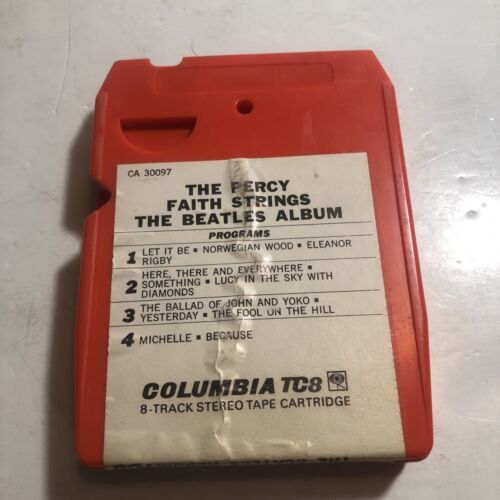 CA 30097
THE PERCY
FAITH STRINGS
THE BEATLES ALBUM
PROGRAMS
1 LET IT BE ▪ NORWEGIAN WOOD ▪ ELEANOR
RIGBY
2 HERE, THERE AND EVERYWHERE ▪
SOMETHING ▪ LUCY IN THE SKY WITH
DIAMONDS
3 THE BALLAD OF JOHN AND YOKO ▪
YESTERDAY ▪ THE FOOL ON THE HILL
4 MICHELLE ▪ BECAUSE
COLUMBIA TC8
8-TRACK STEREO TAPE CARTRIDGE